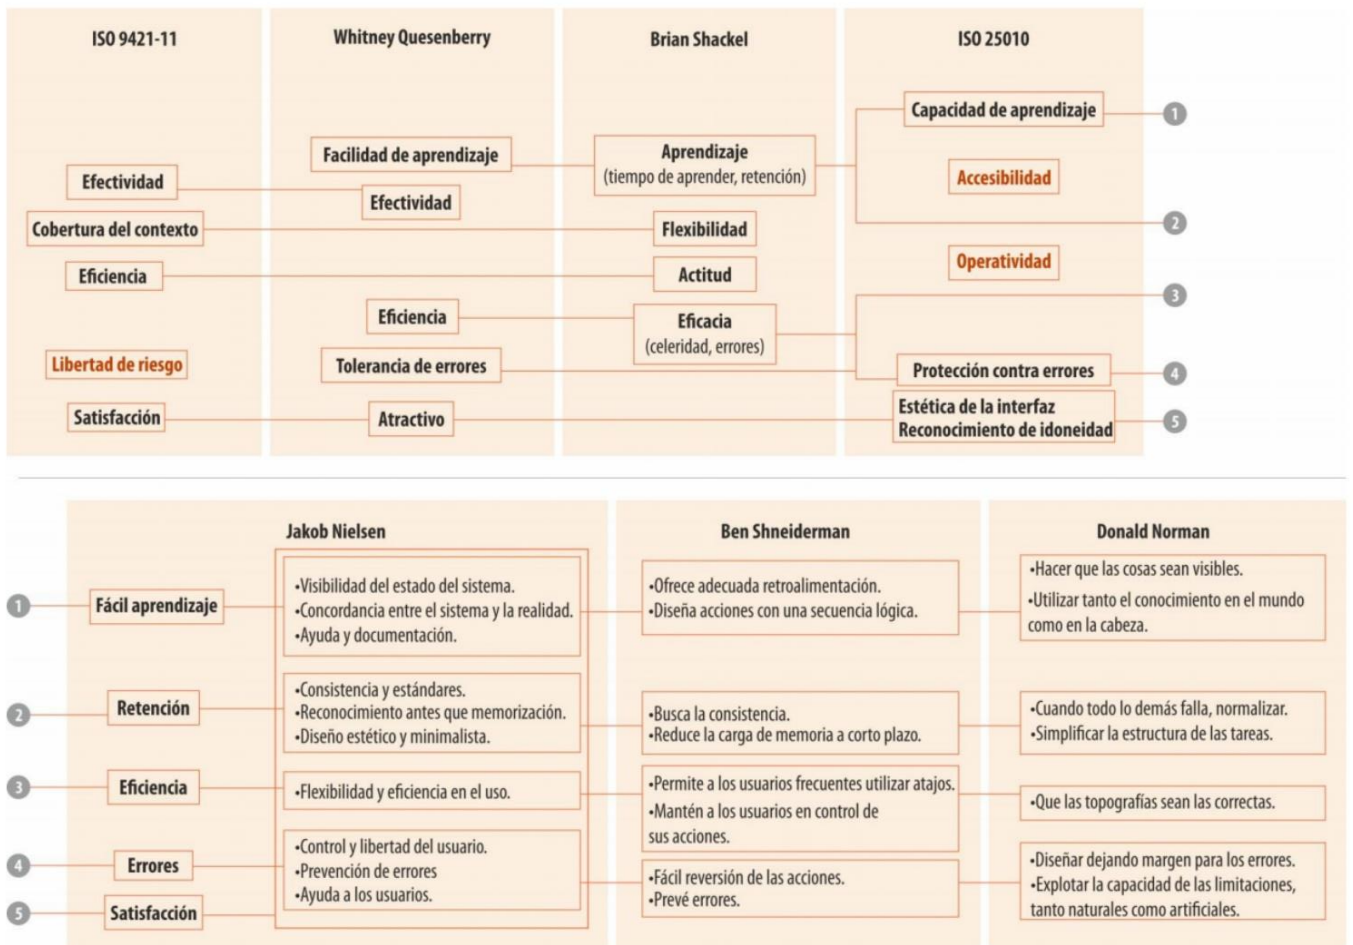 ISO 9421-11
Whitney Quesenberry
Brian Shackel
ISO 25010
Capacidad de aprendizaje
1
Facilidad de aprendizaje
Aprendizaje
(tiempo de aprender, retención)
Accesibilidad
Efectividad
Efectividad
Cobertura del contexto
Flexibilidad
2
Operatividad
Eficiencia
Actitud
3
Eficiencia
Eficacia
(celeridad, errores)
Libertad de riesgo
Tolerancia de errores
Protección contra errores
4
Satisfacción
Atractivo
Estética de la interfaz
Reconocimiento de idoneidad
5
Jakob Nielsen
Ben Shneiderman
Donald Norman
1
Fácil aprendizaje
•Visibilidad del estado del sistema.
•Concordancia entre el sistema y la realidad.
•Ayuda y documentación.
•Ofrece adecuada retroalimentación.
•Diseña acciones con una secuencia lógica.
•Hacer que las cosas sean visibles.
•Utilizar tanto el conocimiento en el mundo
como en la cabeza.
2
Retención
•Consistencia y estándares.
•Reconocimiento antes que memorización.
•Diseño estético y minimalista.
•Busca la consistencia.
•Reduce la carga de memoria a corto plazo.
•Cuando todo lo demás falla, normalizar.
•Simplificar la estructura de las tareas.
3
Eficiencia
•Flexibilidad y eficiencia en el uso.
•Permite a los usuarios frecuentes utilizar atajos.
•Mantén a los usuarios en control de
sus acciones.
•Que las topografías sean las correctas.
4
Errores
•Control y libertad del usuario.
•Prevención de errores
•Ayuda a los usuarios.
•Fácil reversión de las acciones.
•Prevé errores.
•Diseñar dejando margen para los errores.
•Explotar la capacidad de las limitaciones,
tanto naturales como artificiales.
5
Satisfacción